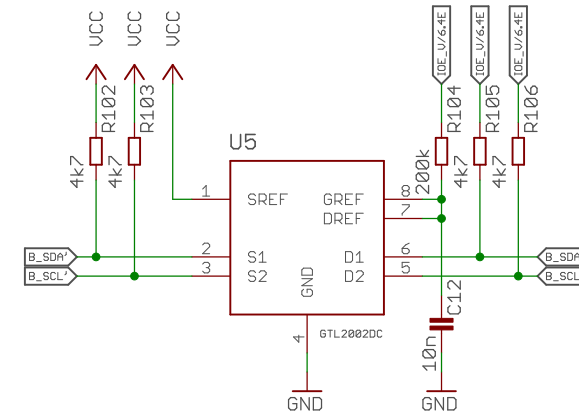 VCC
VCC
VCC
IOE_V/6.4E
IOE_V/6.4E
IOE_V/6.4E
R102
R103
R104
R105
R106
4k7
4k7
200k
4k7
4k7
U5
1
SREF
GREF
8
DREF
7
B_SDA'
2
S1
D1
6
B_SDA
B_SCL'
3
S2
D2
5
B_SCL
GND
4
GTL2002DC
C12
10n
GND
GND